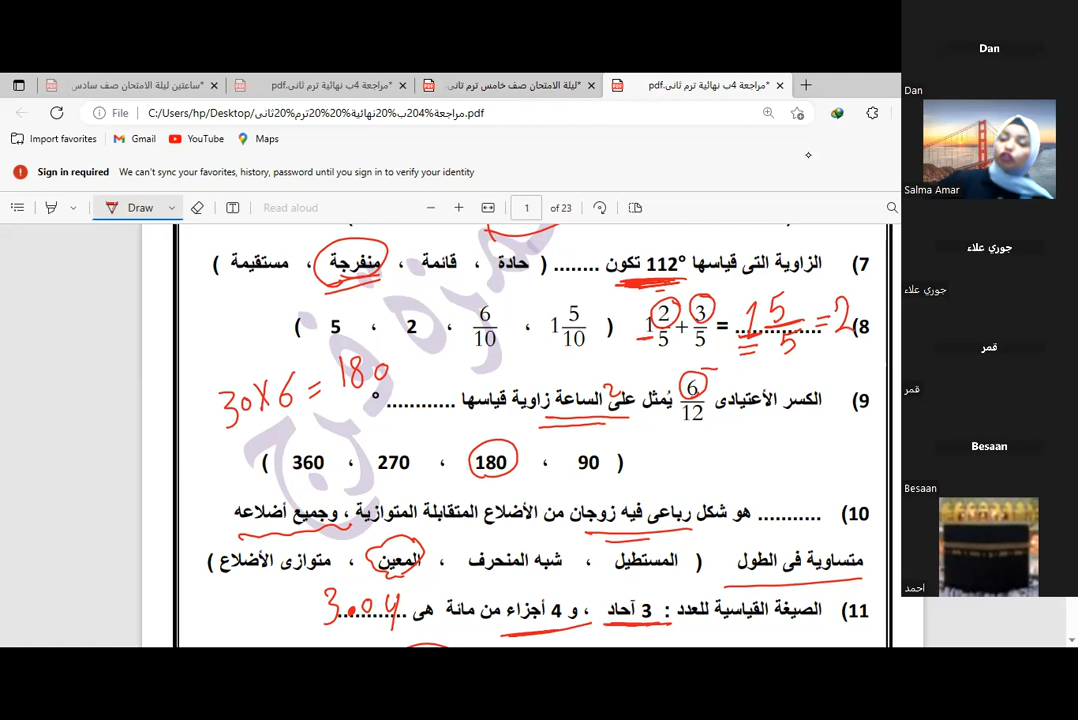 مراجعة 4ب نهائية ترم ثانى.pdf*
ليلة الامتحان صف خامس ترم ثانى*
مراجعة 4ب نهائية ترم ثانى.pdf*
ساعتين ليلة الامتحان صف سادس*
File C:/Users/hp/Desktop/مراجعة%204ب%20نهائية%20ترم%20ثانى.pdf
Import favorites Gmail YouTube Maps
Sign in required We can't sync your favorites, history, password until you sign in to verify your identity
Draw Read aloud 1 of 23
7) الزاوية التى قياسها °112 تكون ........ ( حادة ، قائمة ، منفرجة ، مستقيمة )
8) 1 2/5 + 3/5 = .............. ( 1 5/10 ، 6/10 ، 2 ، 5 )
1 5/5 = 2
9) الكسر الأعتيادى 6/12 يُمثل على الساعة زاوية قياسها ............°
30 X 6 = 180
( 90 ، 180 ، 270 ، 360 )
10) ........... هو شكل رباعى فيه زوجان من الأضلاع المتقابلة المتوازية ، وجميع أضلاعه
متساوية فى الطول ( المستطيل ، شبه المنحرف ، المعين ، متوازى الأضلاع )
11) الصيغة القياسية للعدد : 3 آحاد ، و 4 أجزاء من مائة هى ............
3.04
Dan
Dan
Salma Amar
جوري علاء
جوري علاء
قمر
قمر
Besaan
Besaan
احمد